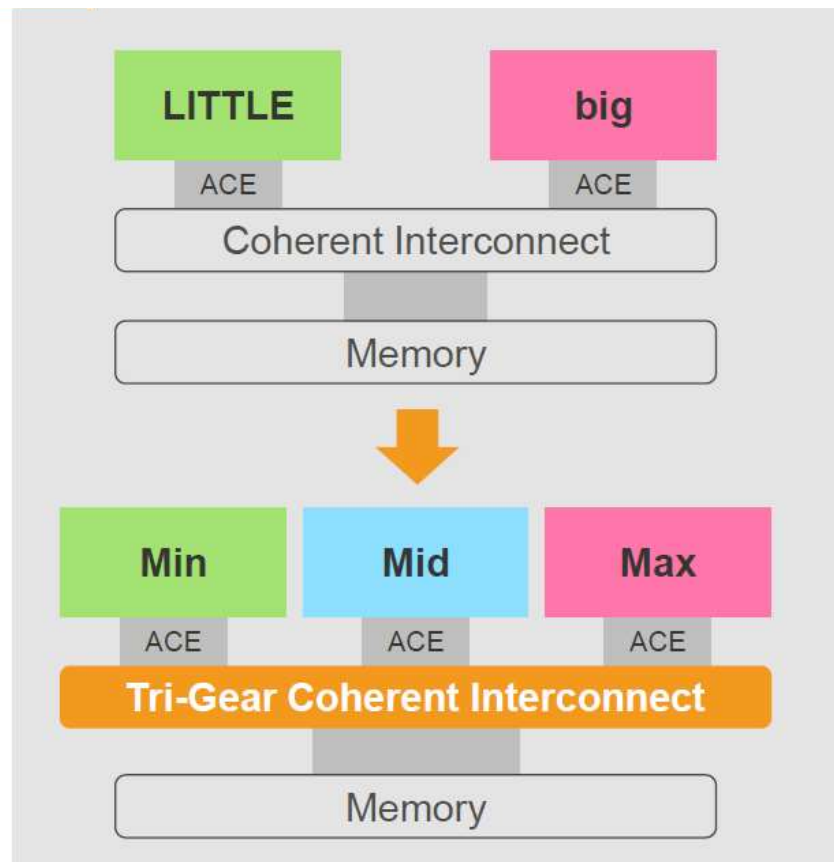 LITTLE big
ACE ACE
Coherent Interconnect
Memory
Min Mid Max
ACE ACE ACE
Tri-Gear Coherent Interconnect
Memory